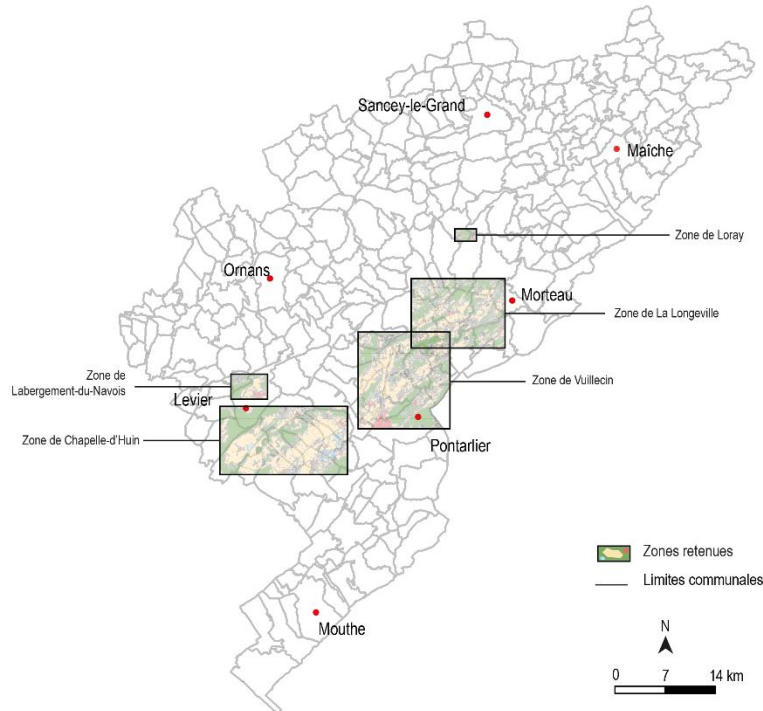 Sancey-le-Grand
Maîche
Zone de Loray
Ornans
Morteau
Zone de La Longeville
Zone de
Labergement-du-Navois
Zone de Vuillecin
Levier
Zone de Chapelle-d'Huin
Pontarlier
Zones retenues
Limites communales
Mouthe
N
0 7 14 km